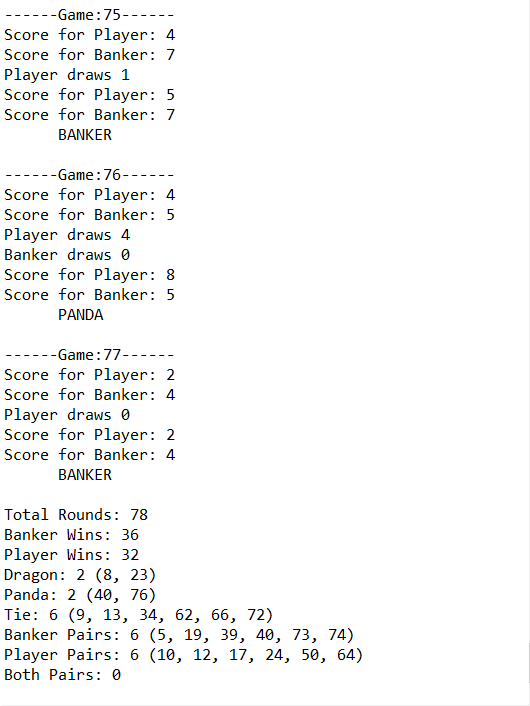 ------Game:75------
Score for Player: 4
Score for Banker: 7
Player draws 1
Score for Player: 5
Score for Banker: 7
BANKER
------Game:76------
Score for Player: 4
Score for Banker: 5
Player draws 4
Banker draws 0
Score for Player: 8
Score for Banker: 5
PANDA
------Game:77------
Score for Player: 2
Score for Banker: 4
Player draws 0
Score for Player: 2
Score for Banker: 4
BANKER
Total Rounds: 78
Banker Wins: 36
Player Wins: 32
Dragon: 2 (8, 23)
Panda: 2 (40, 76)
Tie: 6 (9, 13, 34, 62, 66, 72)
Banker Pairs: 6 (5, 19, 39, 40, 73, 74)
Player Pairs: 6 (10, 12, 17, 24, 50, 64)
Both Pairs: 0